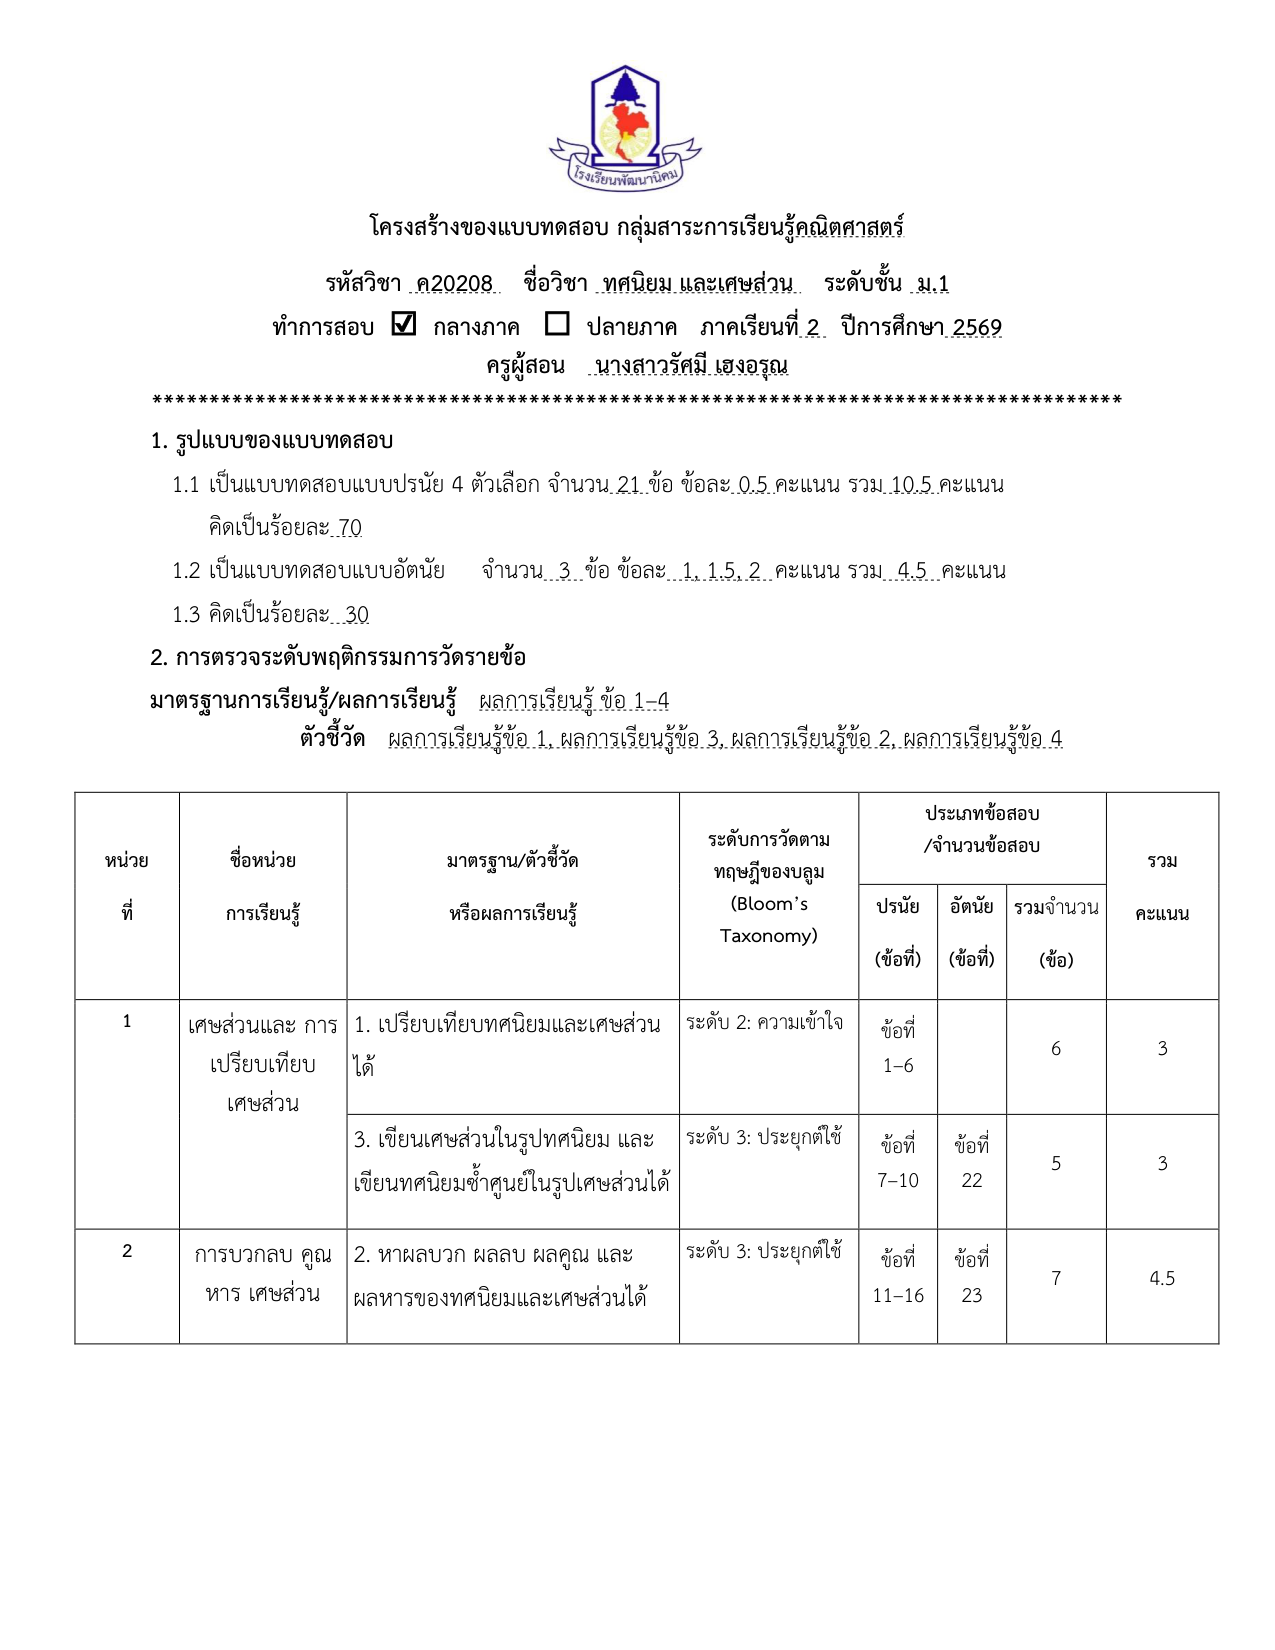 โรงเรียนพัฒนานิคม
โครงสร้างของแบบทดสอบ กลุ่มสาระการเรียนรู้คณิตศาสตร์
รหัสวิชา ค20208 ชื่อวิชา ทศนิยม และเศษส่วน ระดับชั้น ม.1
ทำการสอบ ☑ กลางภาค ☐ ปลายภาค ภาคเรียนที่ 2 ปีการศึกษา 2569
ครูผู้สอน นางสาวรัศมี เฮงอรุณ
************************************************************************************
1. รูปแบบของแบบทดสอบ
1.1 เป็นแบบทดสอบแบบปรนัย 4 ตัวเลือก จำนวน 21 ข้อ ข้อละ 0.5 คะแนน รวม 10.5 คะแนน
คิดเป็นร้อยละ 70
1.2 เป็นแบบทดสอบแบบอัตนัย จำนวน 3 ข้อ ข้อละ 1, 1.5, 2 คะแนน รวม 4.5 คะแนน
1.3 คิดเป็นร้อยละ 30
2. การตรวจระดับพฤติกรรมการวัดรายข้อ
มาตรฐานการเรียนรู้/ผลการเรียนรู้ ผลการเรียนรู้ ข้อ 1–4
ตัวชี้วัด ผลการเรียนรู้ข้อ 1, ผลการเรียนรู้ข้อ 3, ผลการเรียนรู้ข้อ 2, ผลการเรียนรู้ข้อ 4
หน่วย
ที่
ชื่อหน่วย
การเรียนรู้
มาตรฐาน/ตัวชี้วัด
หรือผลการเรียนรู้
ระดับการวัดตาม
ทฤษฎีของบลูม
(Bloom's
Taxonomy)
ประเภทข้อสอบ
/จำนวนข้อสอบ
ปรนัย
(ข้อที่)
อัตนัย
(ข้อที่)
รวมจำนวน
(ข้อ)
รวม
คะแนน
1
เศษส่วนและ การ
เปรียบเทียบ
เศษส่วน
1. เปรียบเทียบทศนิยมและเศษส่วน
ได้
ระดับ 2: ความเข้าใจ
ข้อที่
1–6
6
3
3. เขียนเศษส่วนในรูปทศนิยม และ
เขียนทศนิยมซ้ำศูนย์ในรูปเศษส่วนได้
ระดับ 3: ประยุกต์ใช้
ข้อที่
7–10
ข้อที่
22
5
3
2
การบวกลบ คูณ
หาร เศษส่วน
2. หาผลบวก ผลลบ ผลคูณ และ
ผลหารของทศนิยมและเศษส่วนได้
ระดับ 3: ประยุกต์ใช้
ข้อที่
11–16
ข้อที่
23
7
4.5